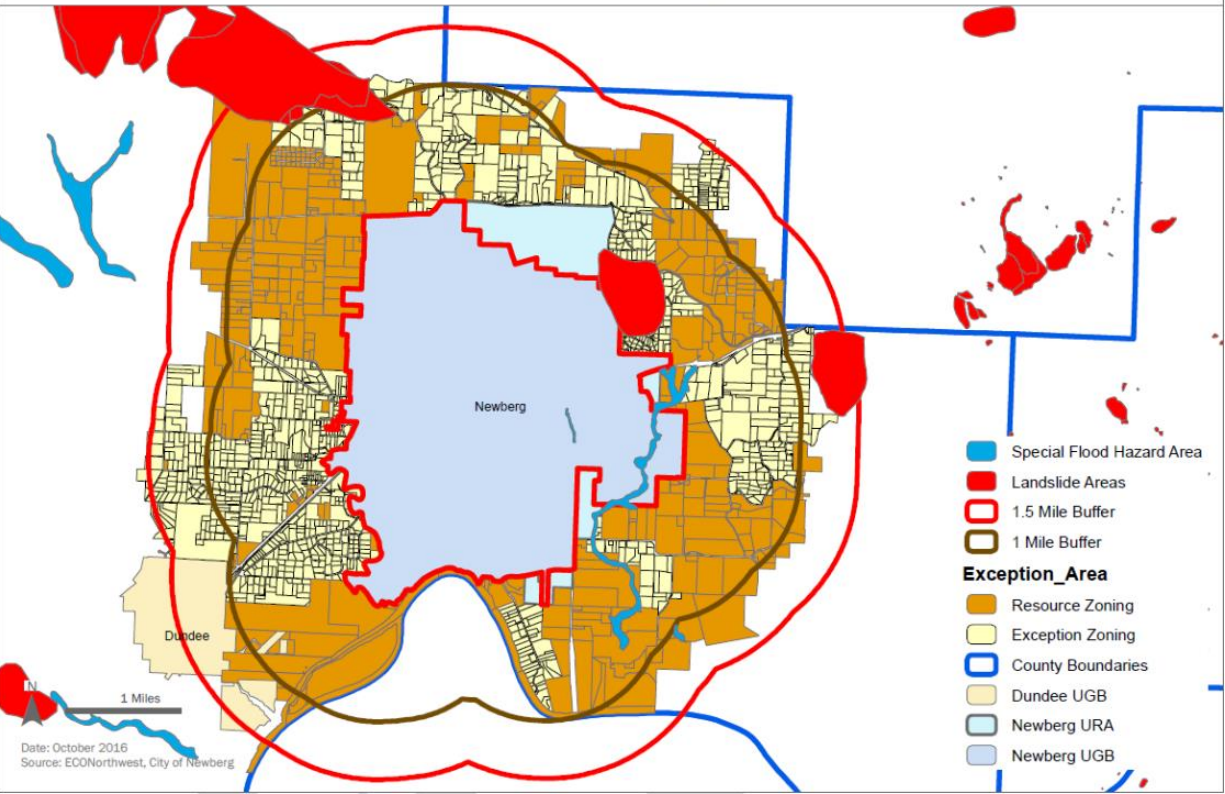 Newberg
Dundee
N
1 Miles
Date: October 2016
Source: ECONorthwest, City of Newberg
Special Flood Hazard Area
Landslide Areas
1.5 Mile Buffer
1 Mile Buffer
Exception_Area
Resource Zoning
Exception Zoning
County Boundaries
Dundee UGB
Newberg URA
Newberg UGB